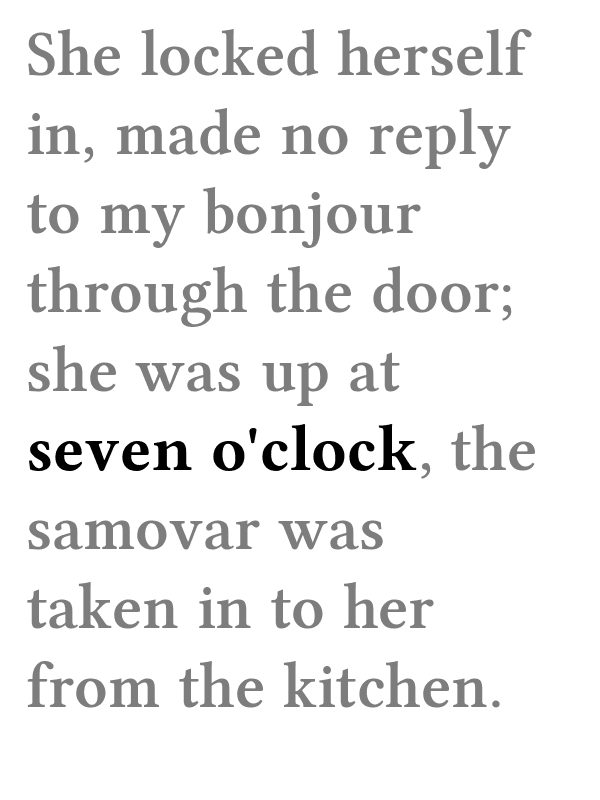 She locked herself
in, made no reply
to my bonjour
through the door;
she was up at
seven o'clock, the
samovar was
taken in to her
from the kitchen.